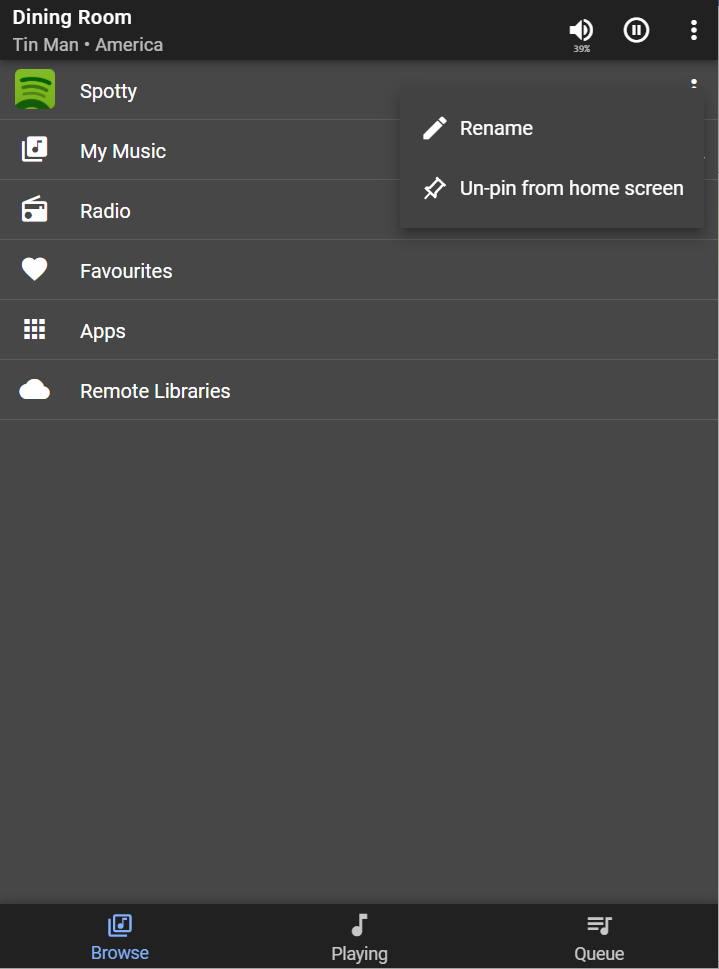 Dining Room
Tin Man • America
39%
Spotty
Rename
My Music
Un-pin from home screen
Radio
Favourites
Apps
Remote Libraries
Browse
Playing
Queue